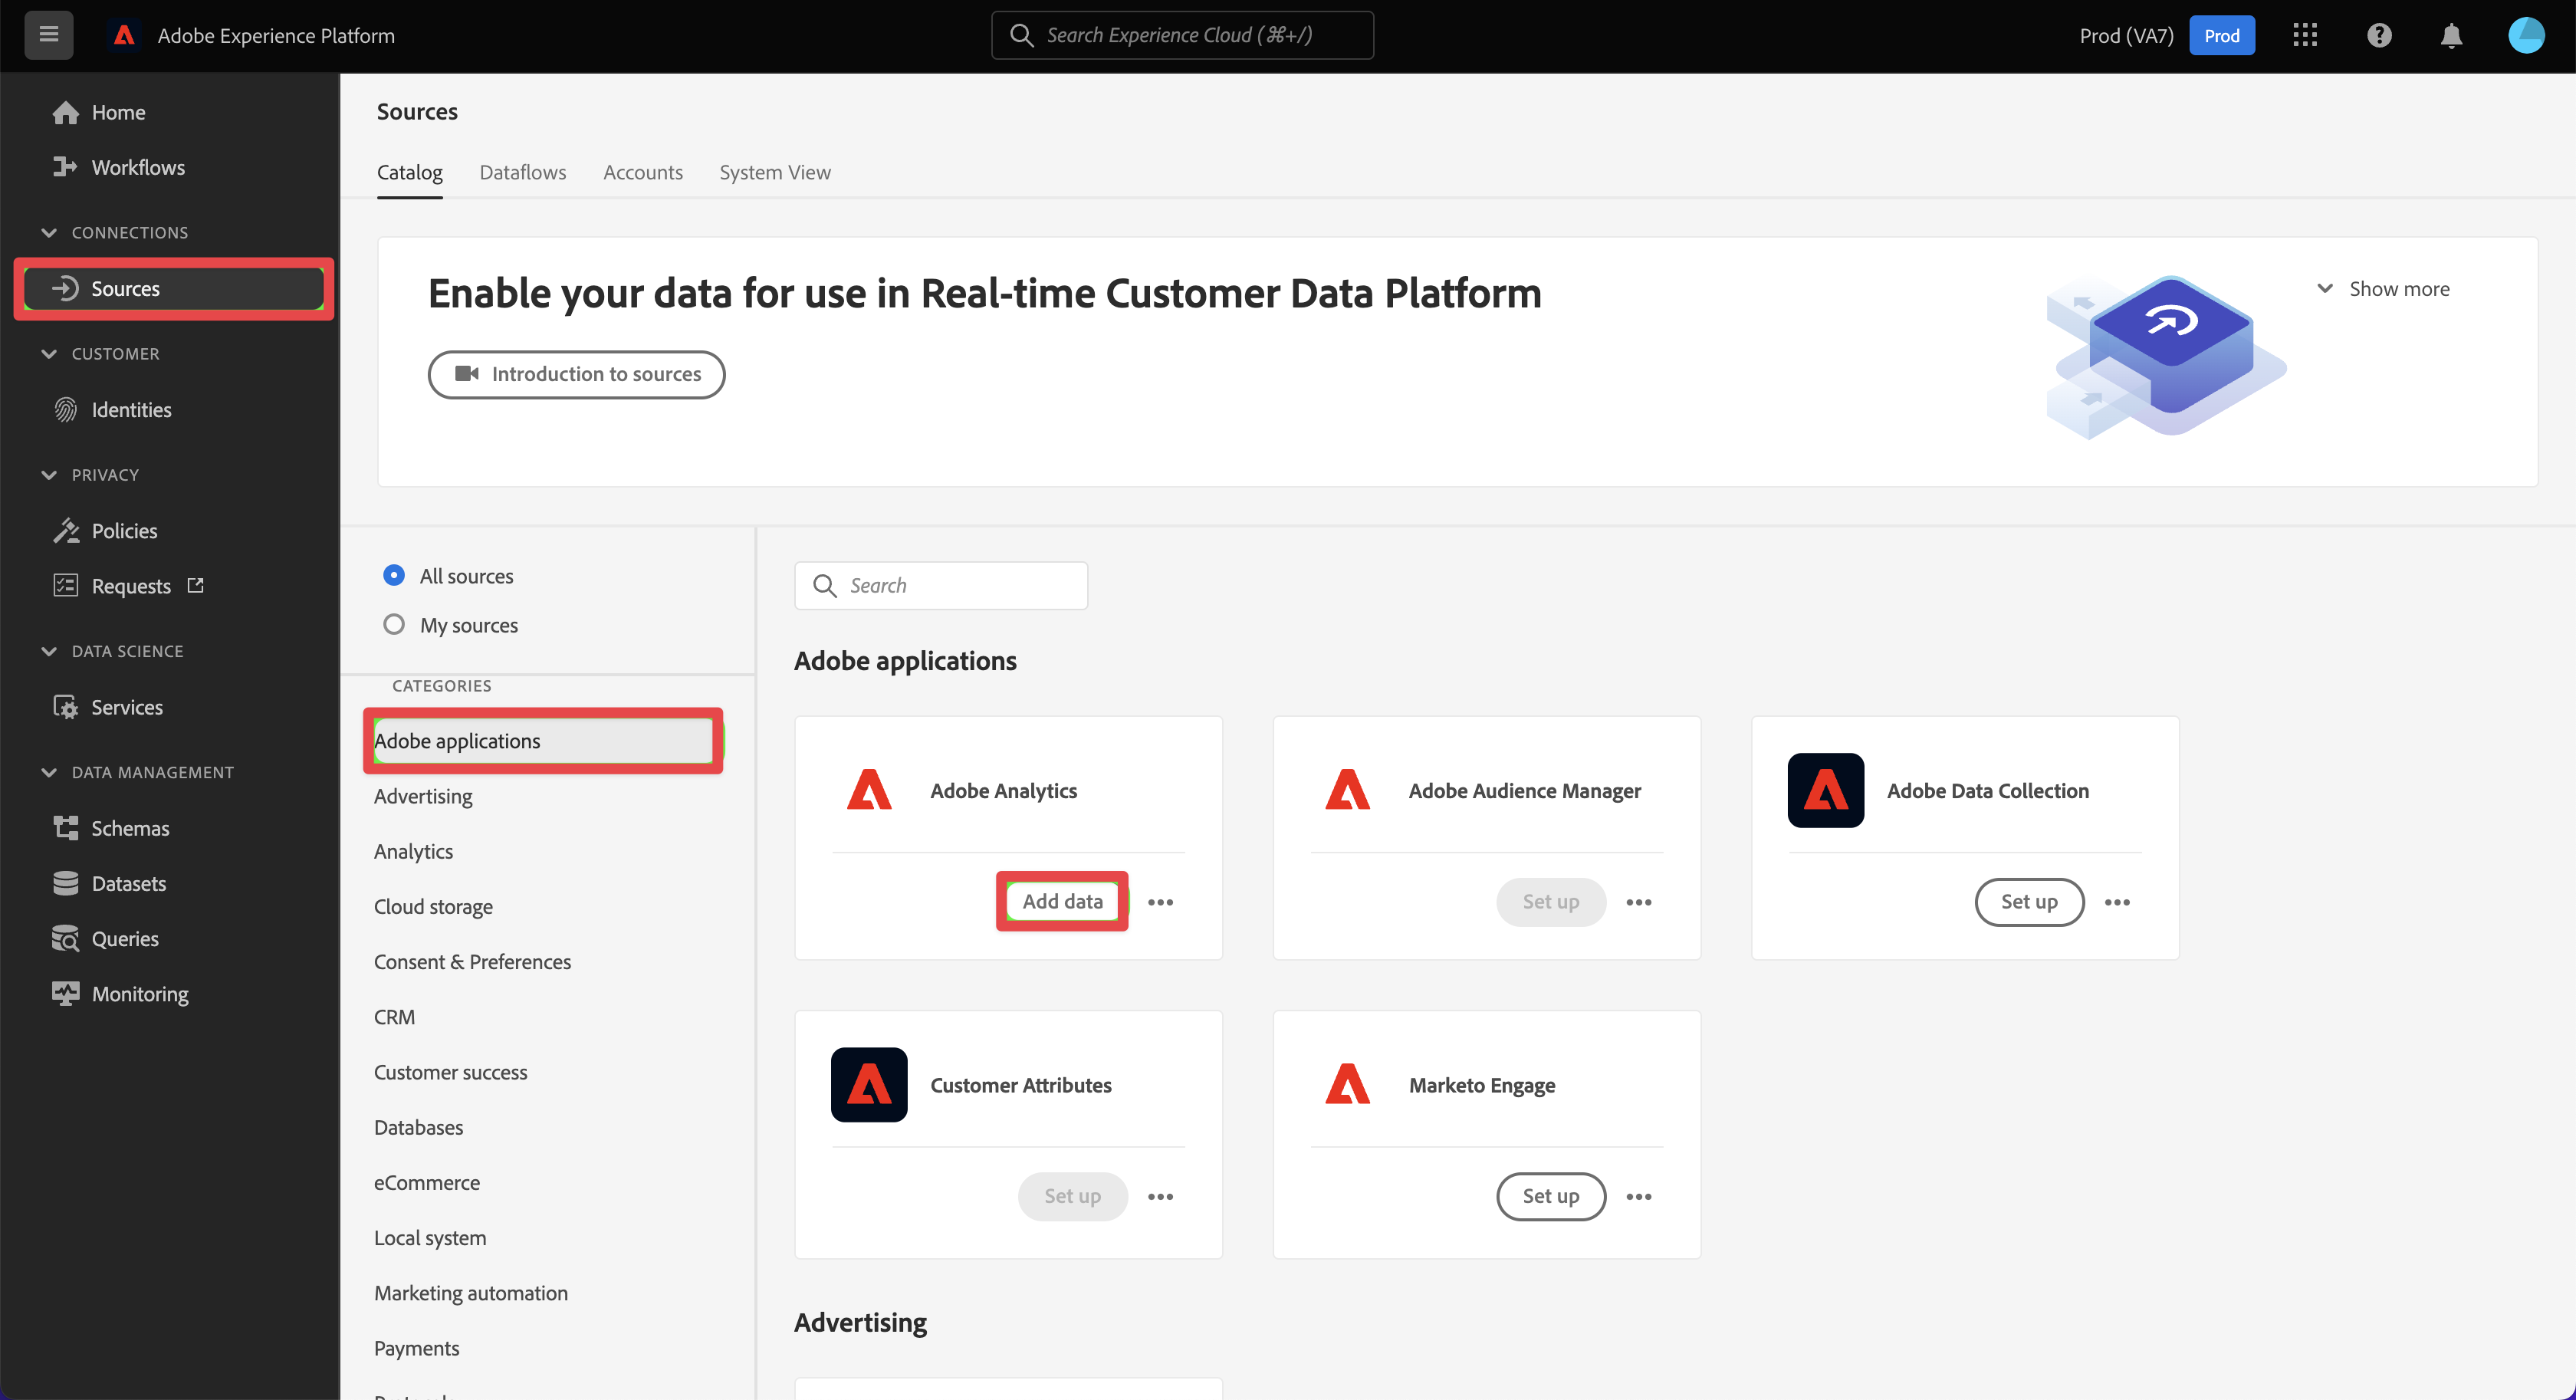 Adobe Experience Platform
Search Experience Cloud (⌘+/)
Prod (VA7)
Prod
Home
Workflows
CONNECTIONS
Sources
CUSTOMER
Identities
PRIVACY
Policies
Requests
DATA SCIENCE
Services
DATA MANAGEMENT
Schemas
Datasets
Queries
Monitoring
Sources
Catalog Dataflows Accounts System View
Enable your data for use in Real-time Customer Data Platform
Show more
Introduction to sources
All sources
My sources
CATEGORIES
Adobe applications
Advertising
Analytics
Cloud storage
Consent & Preferences
CRM
Customer success
Databases
eCommerce
Local system
Marketing automation
Payments
Search
Adobe applications
Adobe Analytics
Add data
Adobe Audience Manager
Set up
Adobe Data Collection
Set up
Customer Attributes
Set up
Marketo Engage
Set up
Advertising